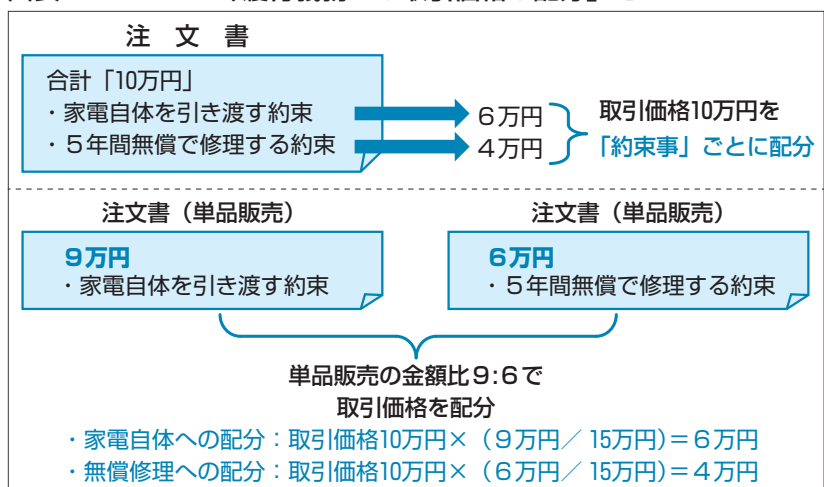 注 文 書
合計「10万円」
・家電自体を引き渡す約束
・５年間無償で修理する約束
６万円
４万円
取引価格10万円を
「約束事」ごとに配分
注文書（単品販売）
９万円
・家電自体を引き渡す約束
注文書（単品販売）
６万円
・５年間無償で修理する約束
単品販売の金額比９:６で
取引価格を配分
・家電自体への配分：取引価格10万円×（９万円／15万円）＝６万円
・無償修理への配分：取引価格10万円×（６万円／15万円）＝４万円